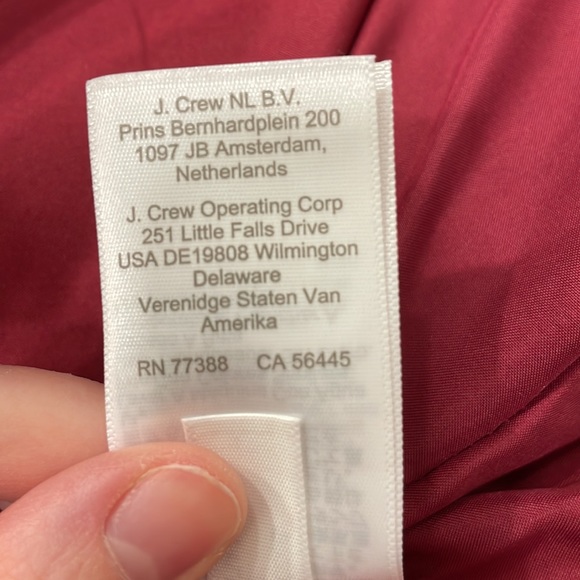 J. Crew NL B.V.
Prins Bernhardplein 200
1097 JB Amsterdam,
Netherlands
J. Crew Operating Corp
251 Little Falls Drive
USA DE19808 Wilmington
Delaware
Verenidge Staten Van
Amerika
RN 77388 CA 56445